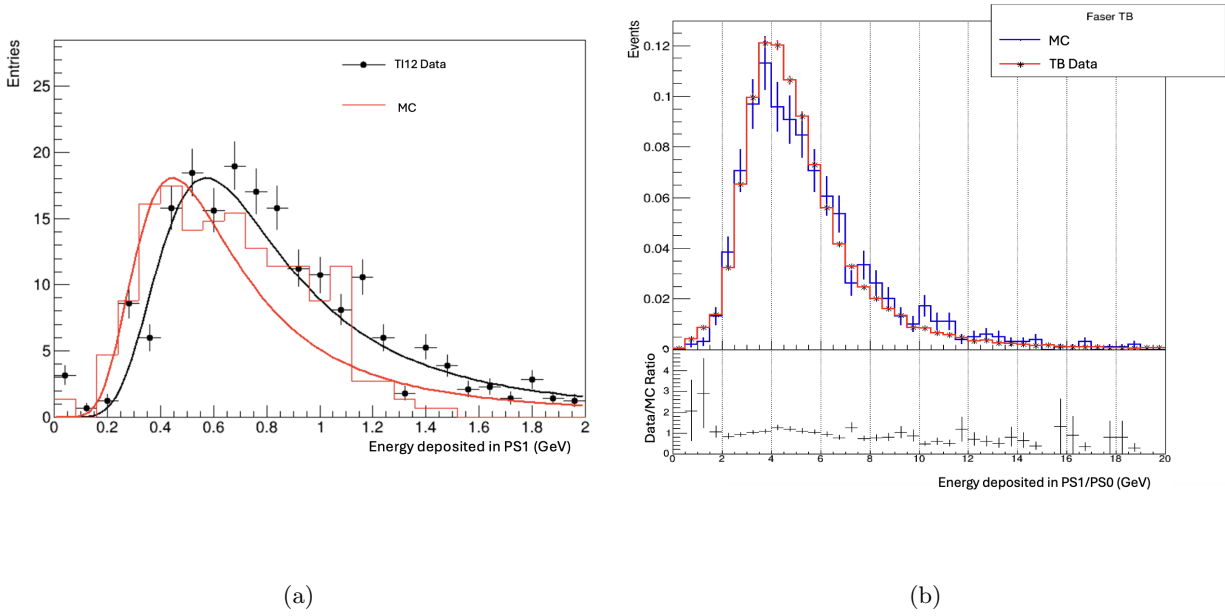 Entries
25
20
15
10
5
0
TI12 Data
MC
0 0.2 0.4 0.6 0.8 1 1.2 1.4 1.6 1.8 2
Energy deposited in PS1 (GeV)
(a)
Events
0.12
0.1
0.08
0.06
0.04
0.02
0
Faser TB
MC
TB Data
Data/MC Ratio
4
3
2
1
0
0 2 4 6 8 10 12 14 16 18 20
Energy deposited in PS1/PS0 (GeV)
(b)